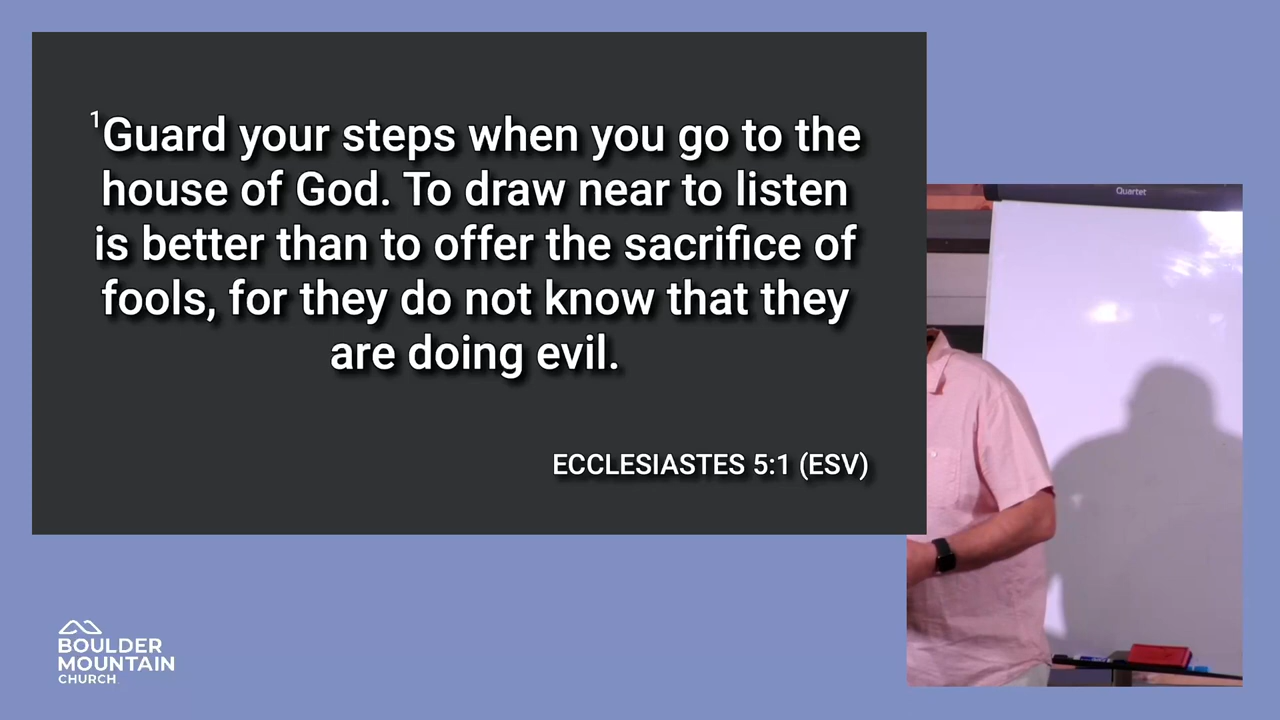 ¹Guard your steps when you go to the
house of God. To draw near to listen
is better than to offer the sacrifice of
fools, for they do not know that they
are doing evil.
ECCLESIASTES 5:1 (ESV)
Quartet
BOULDER
MOUNTAIN
CHURCH